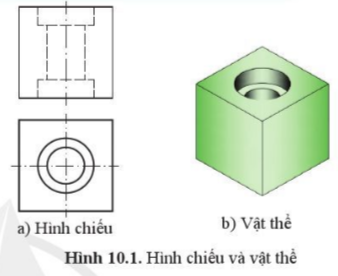 a) Hình chiếu
b) Vật thể
Hình 10.1. Hình chiếu và vật thể